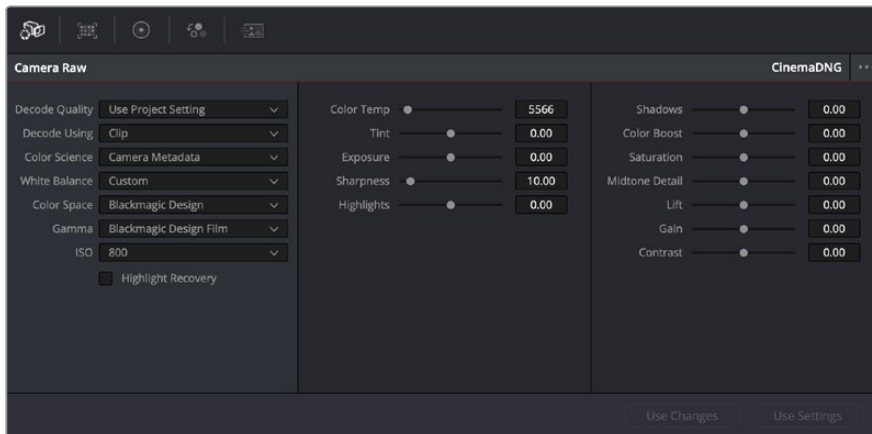 Camera Raw
CinemaDNG
Decode Quality Use Project Setting
Decode Using Clip
Color Science Camera Metadata
White Balance Custom
Color Space Blackmagic Design
Gamma Blackmagic Design Film
ISO 800
Highlight Recovery
Color Temp 5566
Tint 0.00
Exposure 0.00
Sharpness 10.00
Highlights 0.00
Shadows 0.00
Color Boost 0.00
Saturation 0.00
Midtone Detail 0.00
Lift 0.00
Gain 0.00
Contrast 0.00
Use Changes
Use Settings